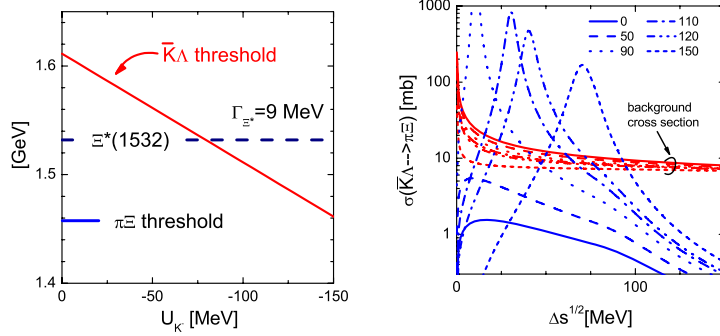 1.6
1.5
1.4
[GeV]
K̅Λ threshold
Γ_Ξ*=9 MeV
Ξ*(1532)
πΞ threshold
0 -50 -100 -150
U_K̅ [MeV]
1000
100
10
1
σ(K̅Λ-->πΞ) [mb]
0 110
50 120
90 150
background
cross section
0 50 100
Δs^1/2[MeV]